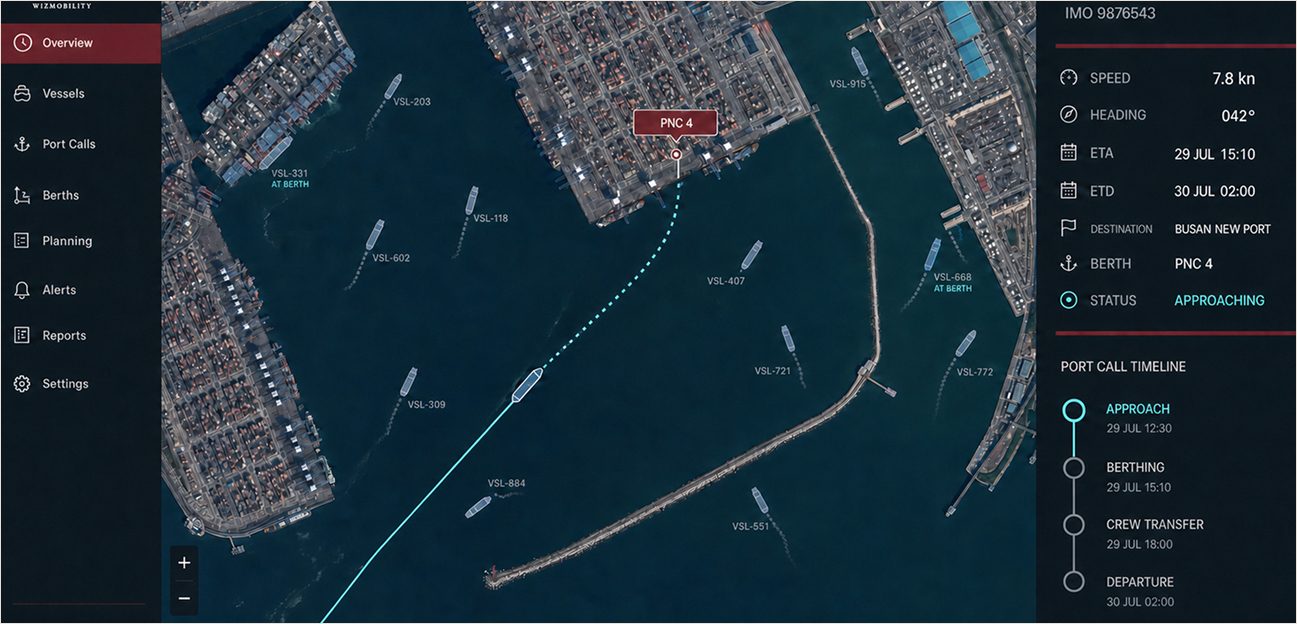 WIZMOBILITY
Overview
Vessels
Port Calls
Berths
Planning
Alerts
Reports
Settings
VSL-203
VSL-331
AT BERTH
VSL-118
VSL-602
VSL-309
VSL-884
PNC 4
VSL-407
VSL-721
VSL-551
VSL-915
VSL-668
AT BERTH
VSL-772
+
−
IMO 9876543
SPEED 7.8 kn
HEADING 042°
ETA 29 JUL 15:10
ETD 30 JUL 02:00
DESTINATION BUSAN NEW PORT
BERTH PNC 4
STATUS APPROACHING
PORT CALL TIMELINE
APPROACH
29 JUL 12:30
BERTHING
29 JUL 15:10
CREW TRANSFER
29 JUL 18:00
DEPARTURE
30 JUL 02:00